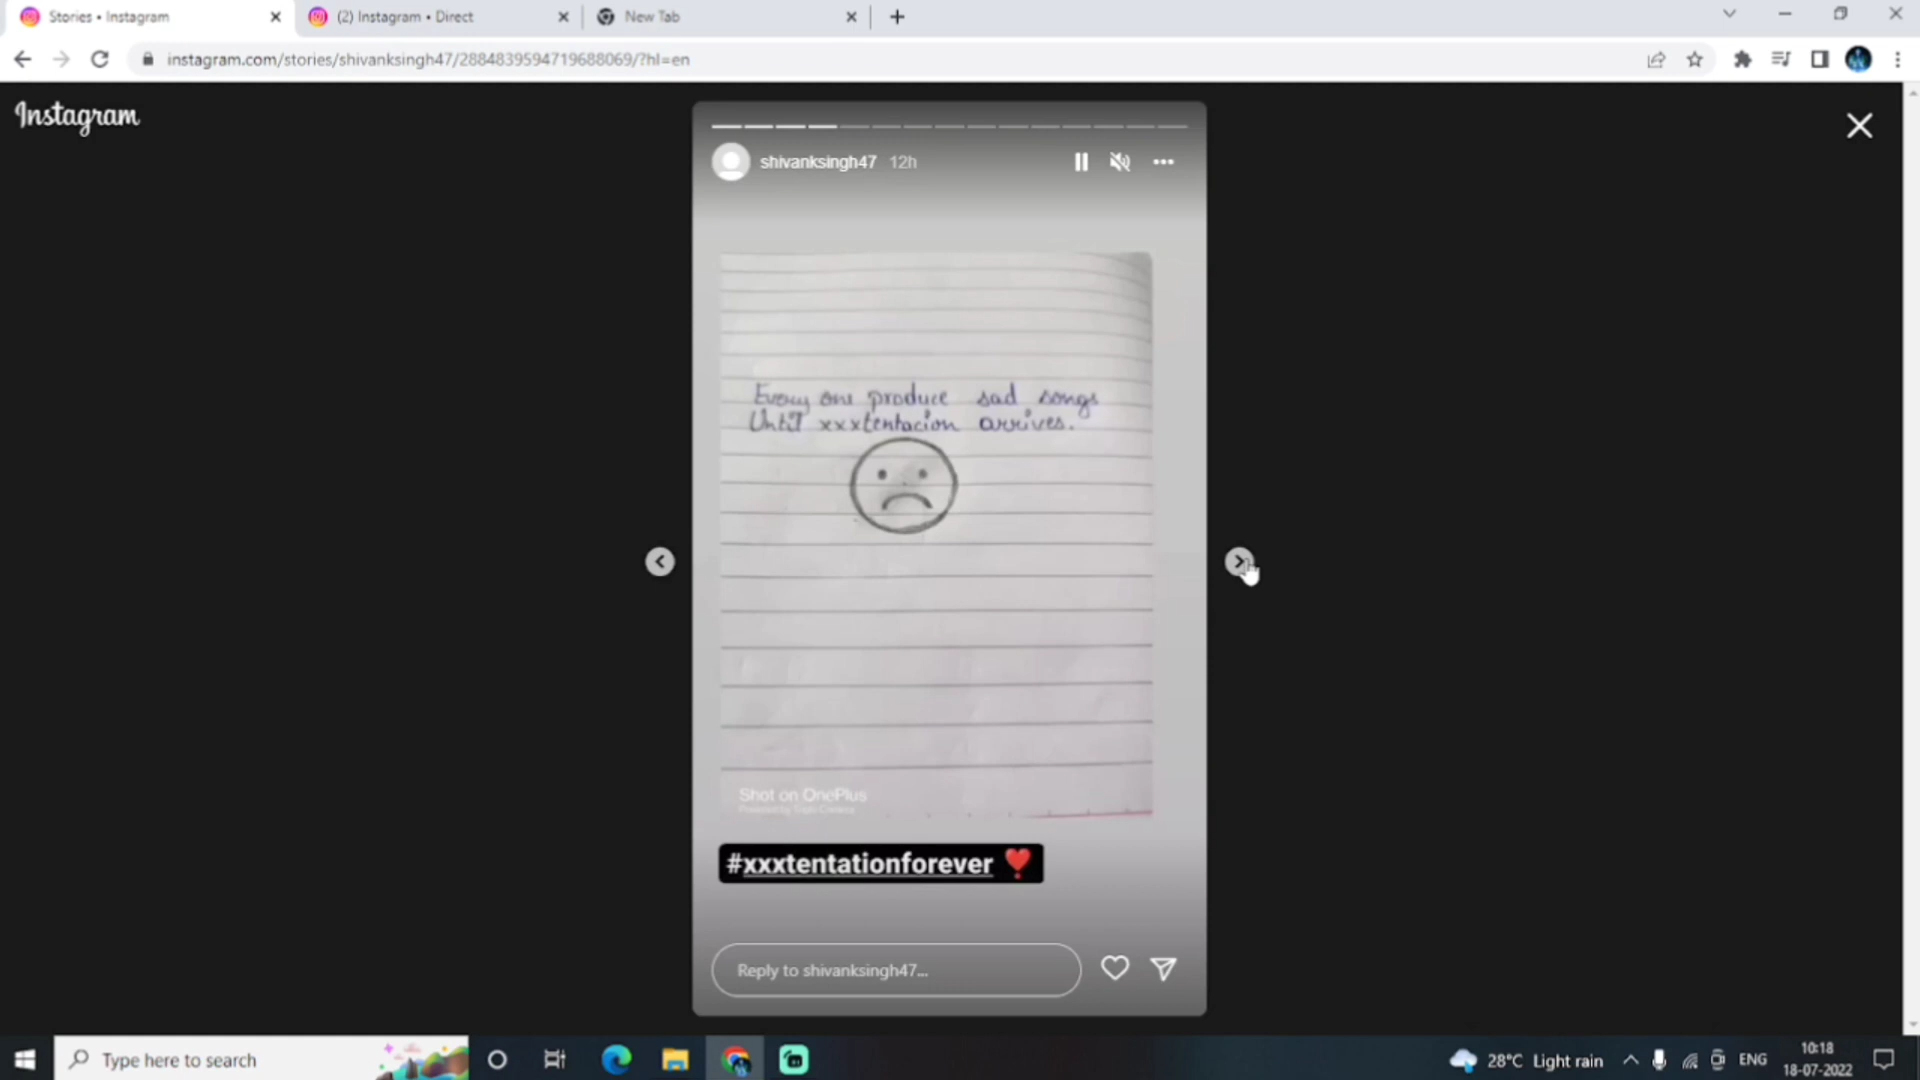 Stories • Instagram
(2) Instagram • Direct
New Tab
instagram.com/stories/shivanksingh47/2884839594719688069/?hl=en
Instagram
shivanksingh47 12h
Every one produce sad songs
Until xxxtentacion arrives.
Shot on OnePlus
#xxxtentationforever
Reply to shivanksingh47...
Type here to search
28°C Light rain
ENG
10:18
18-07-2022